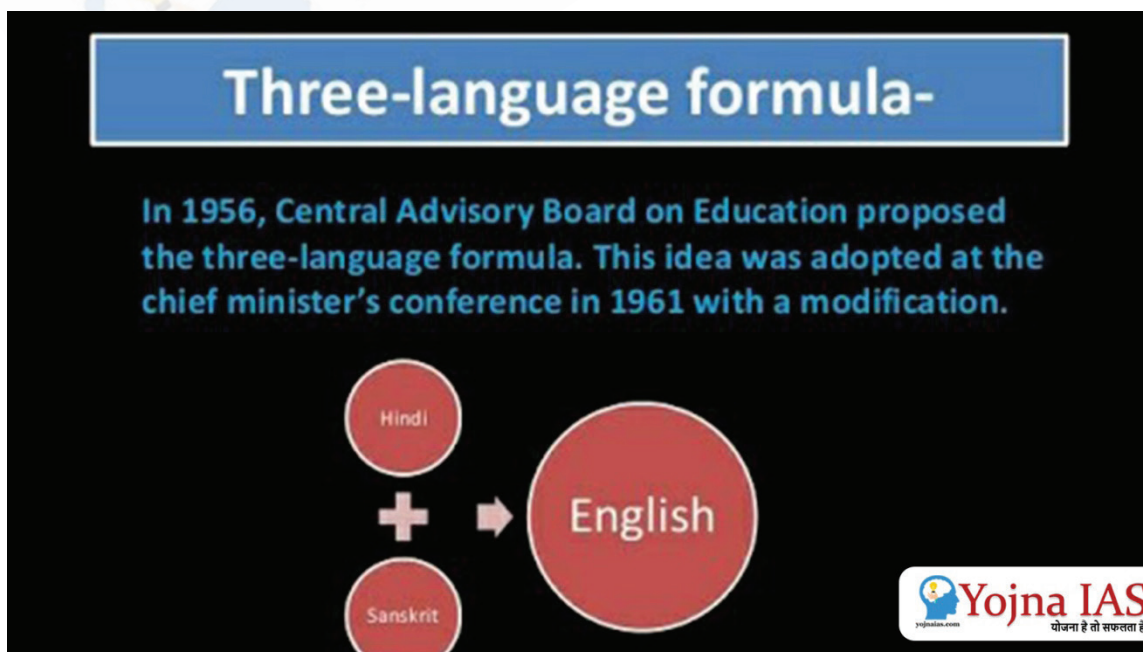 Three-language formula-
In 1956, Central Advisory Board on Education proposed
the three-language formula. This idea was adopted at the
chief minister's conference in 1961 with a modification.
Hindi
Sanskrit
English
Yojna IAS
yojnaias.com
योजना है तो सफलता है